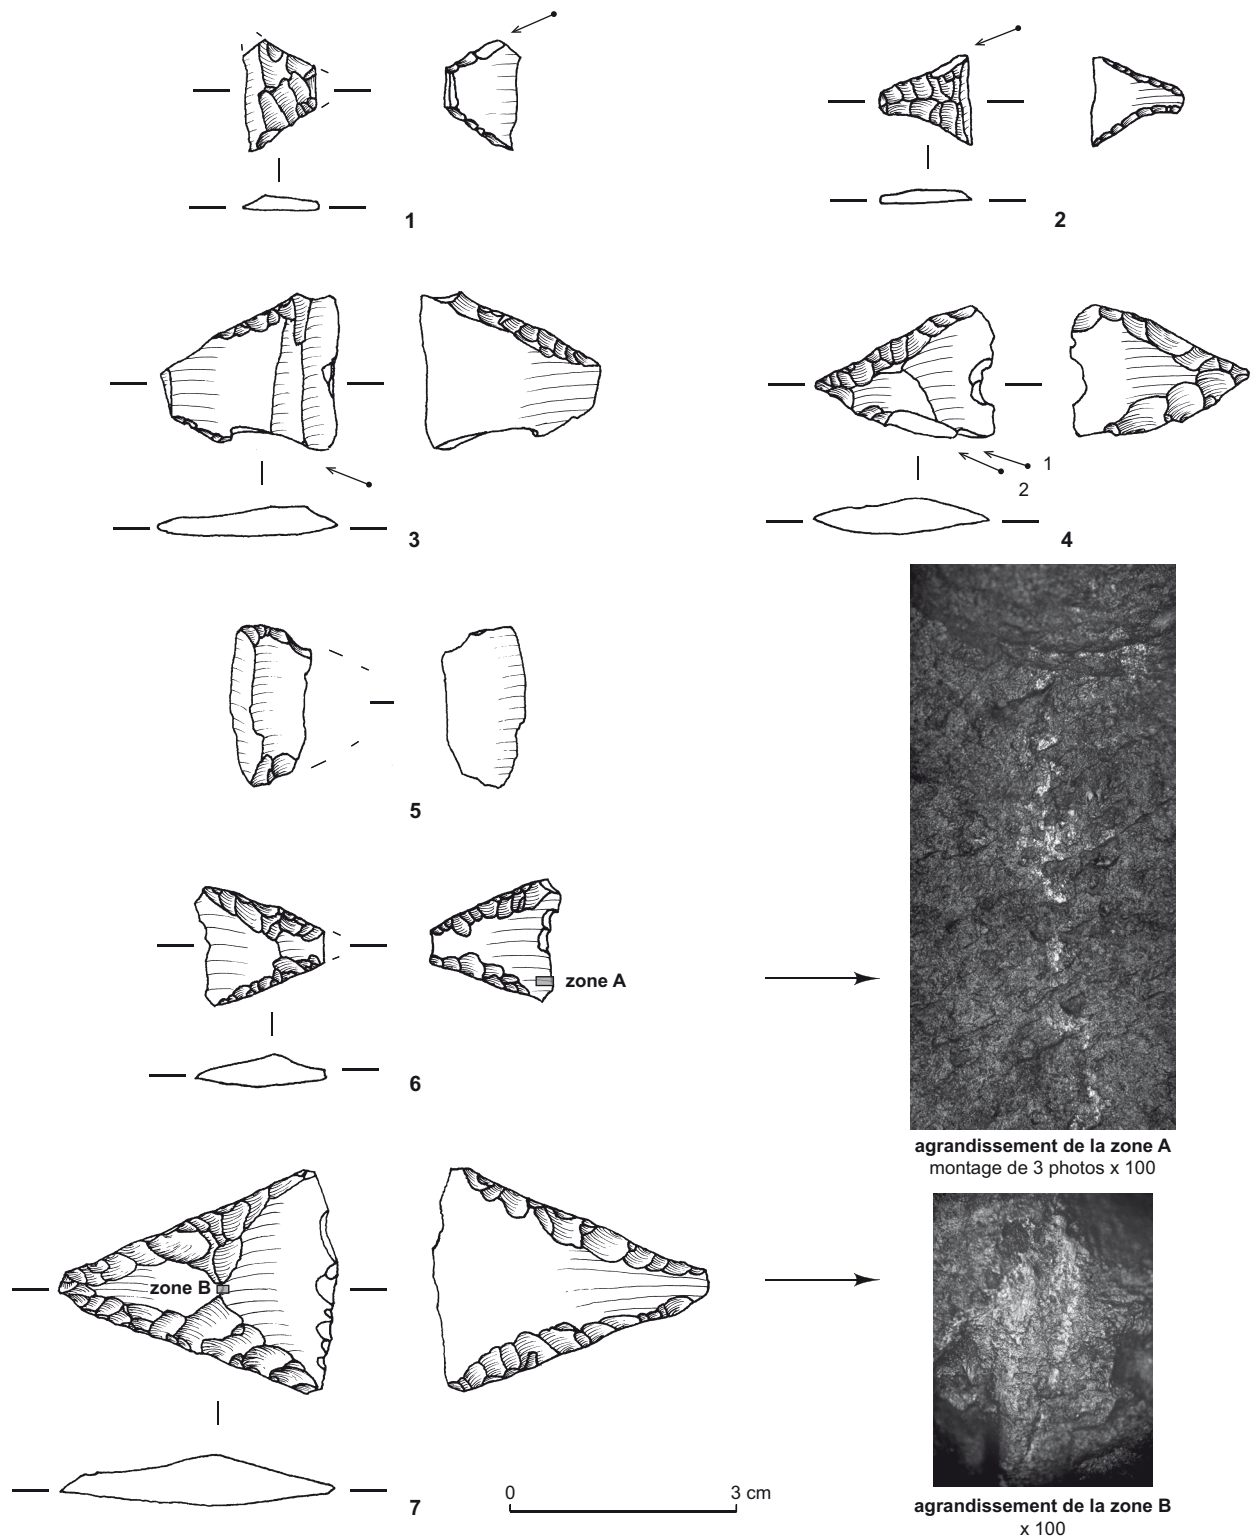 1
2
3
1
2
4
5
zone A
6
agrandissement de la zone A
montage de 3 photos x 100
zone B
7
0 3 cm
agrandissement de la zone B
x 100